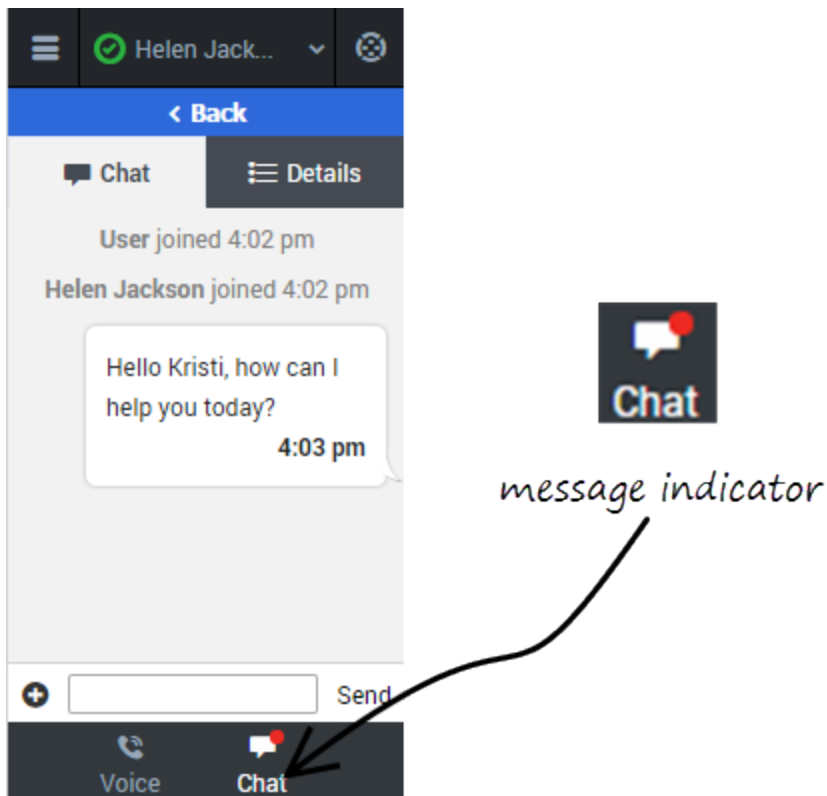 Helen Jack...
< Back
Chat
Details
User joined 4:02 pm
Helen Jackson joined 4:02 pm
Hello Kristi, how can I
help you today?
4:03 pm
Chat
message indicator
Send
Voice
Chat